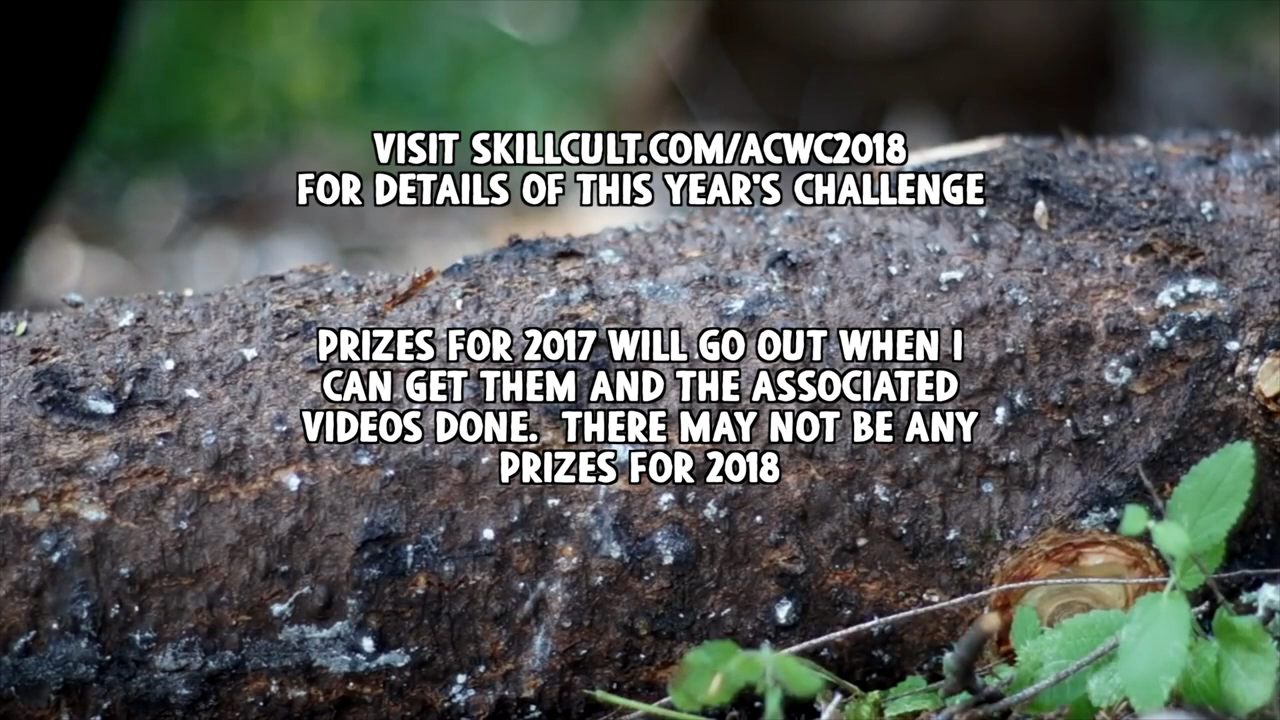 VISIT SKILLCULT.COM/ACWC2018
FOR DETAILS OF THIS YEAR'S CHALLENGE
PRIZES FOR 2017 WILL GO OUT WHEN I
CAN GET THEM AND THE ASSOCIATED
VIDEOS DONE.  THERE MAY NOT BE ANY
PRIZES FOR 2018